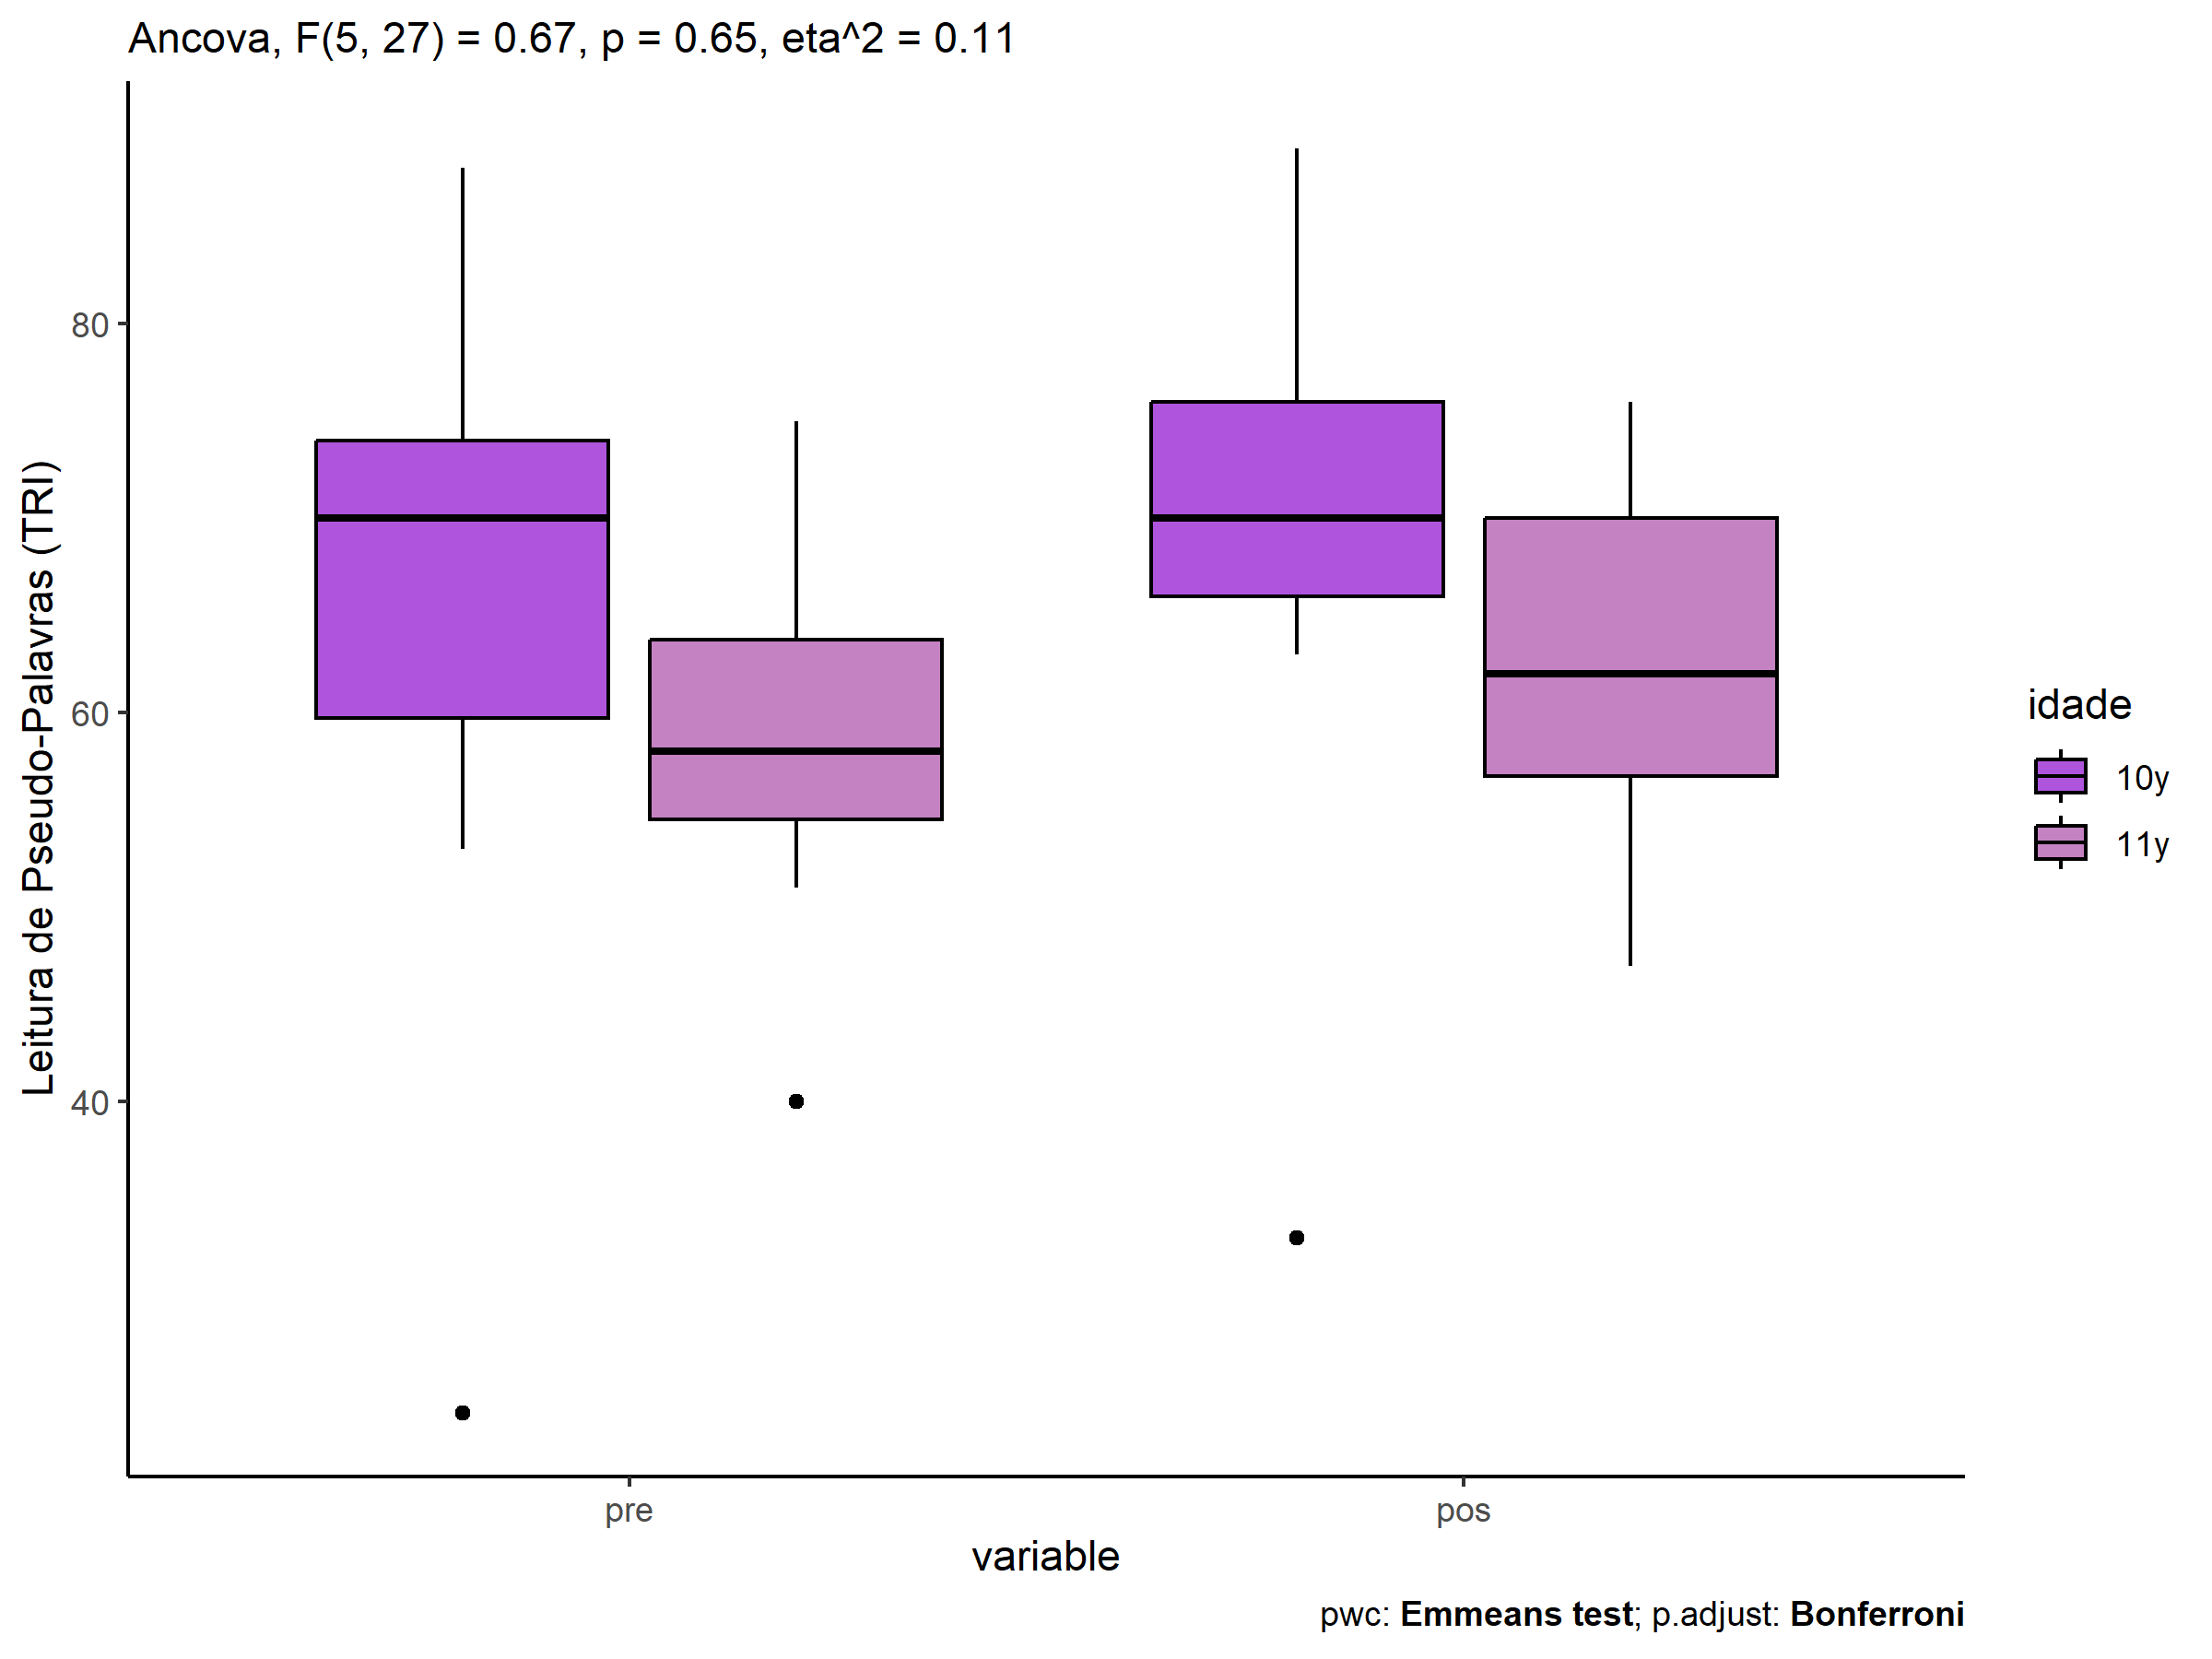 Ancova, F(5, 27) = 0.67, p = 0.65, eta^2 = 0.11
Leitura de Pseudo-Palavras (TRI)
80
60
40
pre
pos
variable
idade
10y
11y
pwc: Emmeans test; p.adjust: Bonferroni